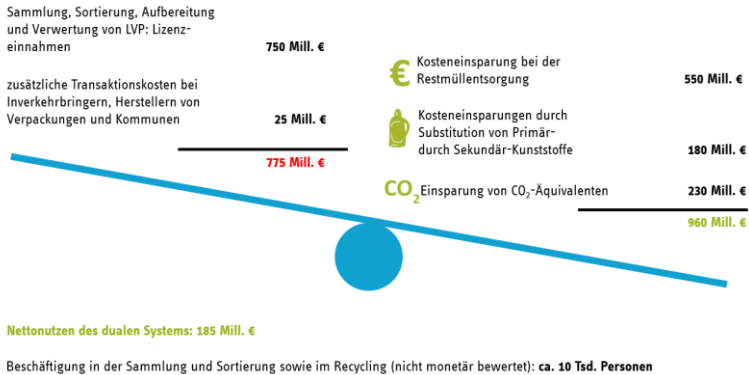 Sammlung, Sortierung, Aufbereitung
und Verwertung von LVP: Lizenz-
einnahmen 750 Mill. €
zusätzliche Transaktionskosten bei
Inverkehrbringern, Herstellern von
Verpackungen und Kommunen 25 Mill. €
775 Mill. €
€ Kosteneinsparung bei der
Restmüllentsorgung 550 Mill. €
Kosteneinsparungen durch
Substitution von Primär-
durch Sekundär-Kunststoffe 180 Mill. €
CO₂ Einsparung von CO₂-Äquivalenten 230 Mill. €
960 Mill. €
Nettonutzen des dualen Systems: 185 Mill. €
Beschäftigung in der Sammlung und Sortierung sowie im Recycling (nicht monetär bewertet): ca. 10 Tsd. Personen